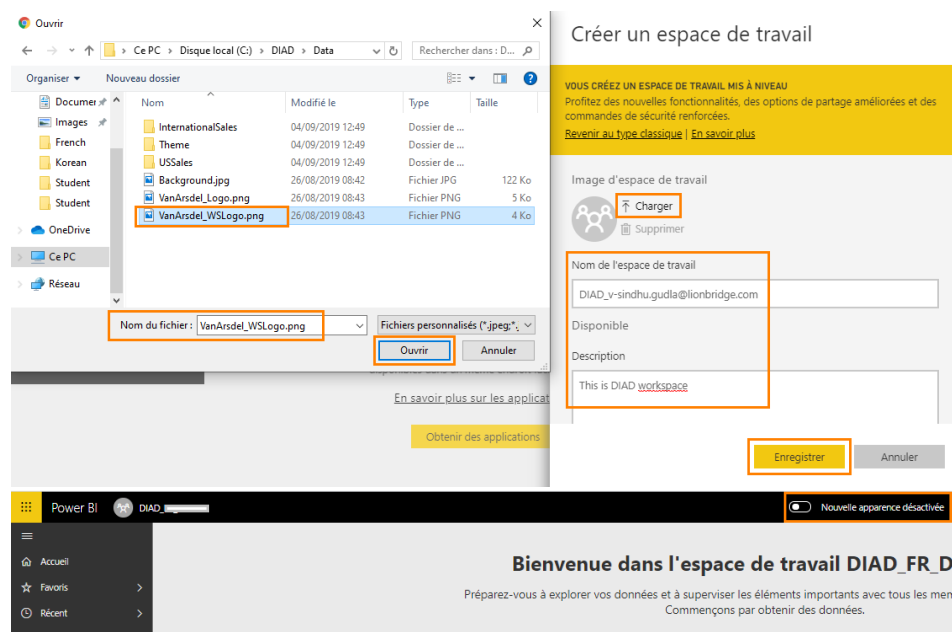 Ouvrir
Ce PC > Disque local (C:) > DIAD > Data
Rechercher dans : D...
Organiser
Nouveau dossier
Nom
Modifié le
Type
Taille
Documer
Images
French
Korean
Student
Student
OneDrive
Ce PC
Réseau
InternationalSales 04/09/2019 12:49 Dossier de ...
Theme 04/09/2019 12:49 Dossier de ...
USSales 04/09/2019 12:49 Dossier de ...
Background.jpg 26/08/2019 08:42 Fichier JPG 122 Ko
VanArsdel_Logo.png 26/08/2019 08:43 Fichier PNG 5 Ko
VanArsdel_WSLogo.png 26/08/2019 08:43 Fichier PNG 4 Ko
Nom du fichier : VanArsdel_WSLogo.png
Fichiers personnalisés (*.jpeg;*.
Ouvrir
Annuler
En savoir plus sur les applicat
Obtenir des applications
Créer un espace de travail
VOUS CRÉEZ UN ESPACE DE TRAVAIL MIS À NIVEAU
Profitez des nouvelles fonctionnalités, des options de partage améliorées et des
commandes de sécurité renforcées.
Revenir au type classique | En savoir plus
Image d'espace de travail
Charger
Supprimer
Nom de l'espace de travail
DIAD_v-sindhu.gudla@lionbridge.com
Disponible
Description
This is DIAD workspace
Enregistrer
Annuler
Power BI
DIAD_
Nouvelle apparence désactivée
Accueil
Favoris
Récent
Bienvenue dans l'espace de travail DIAD_FR_D
Préparez-vous à explorer vos données et à superviser les éléments importants avec tous les mem
Commençons par obtenir des données.